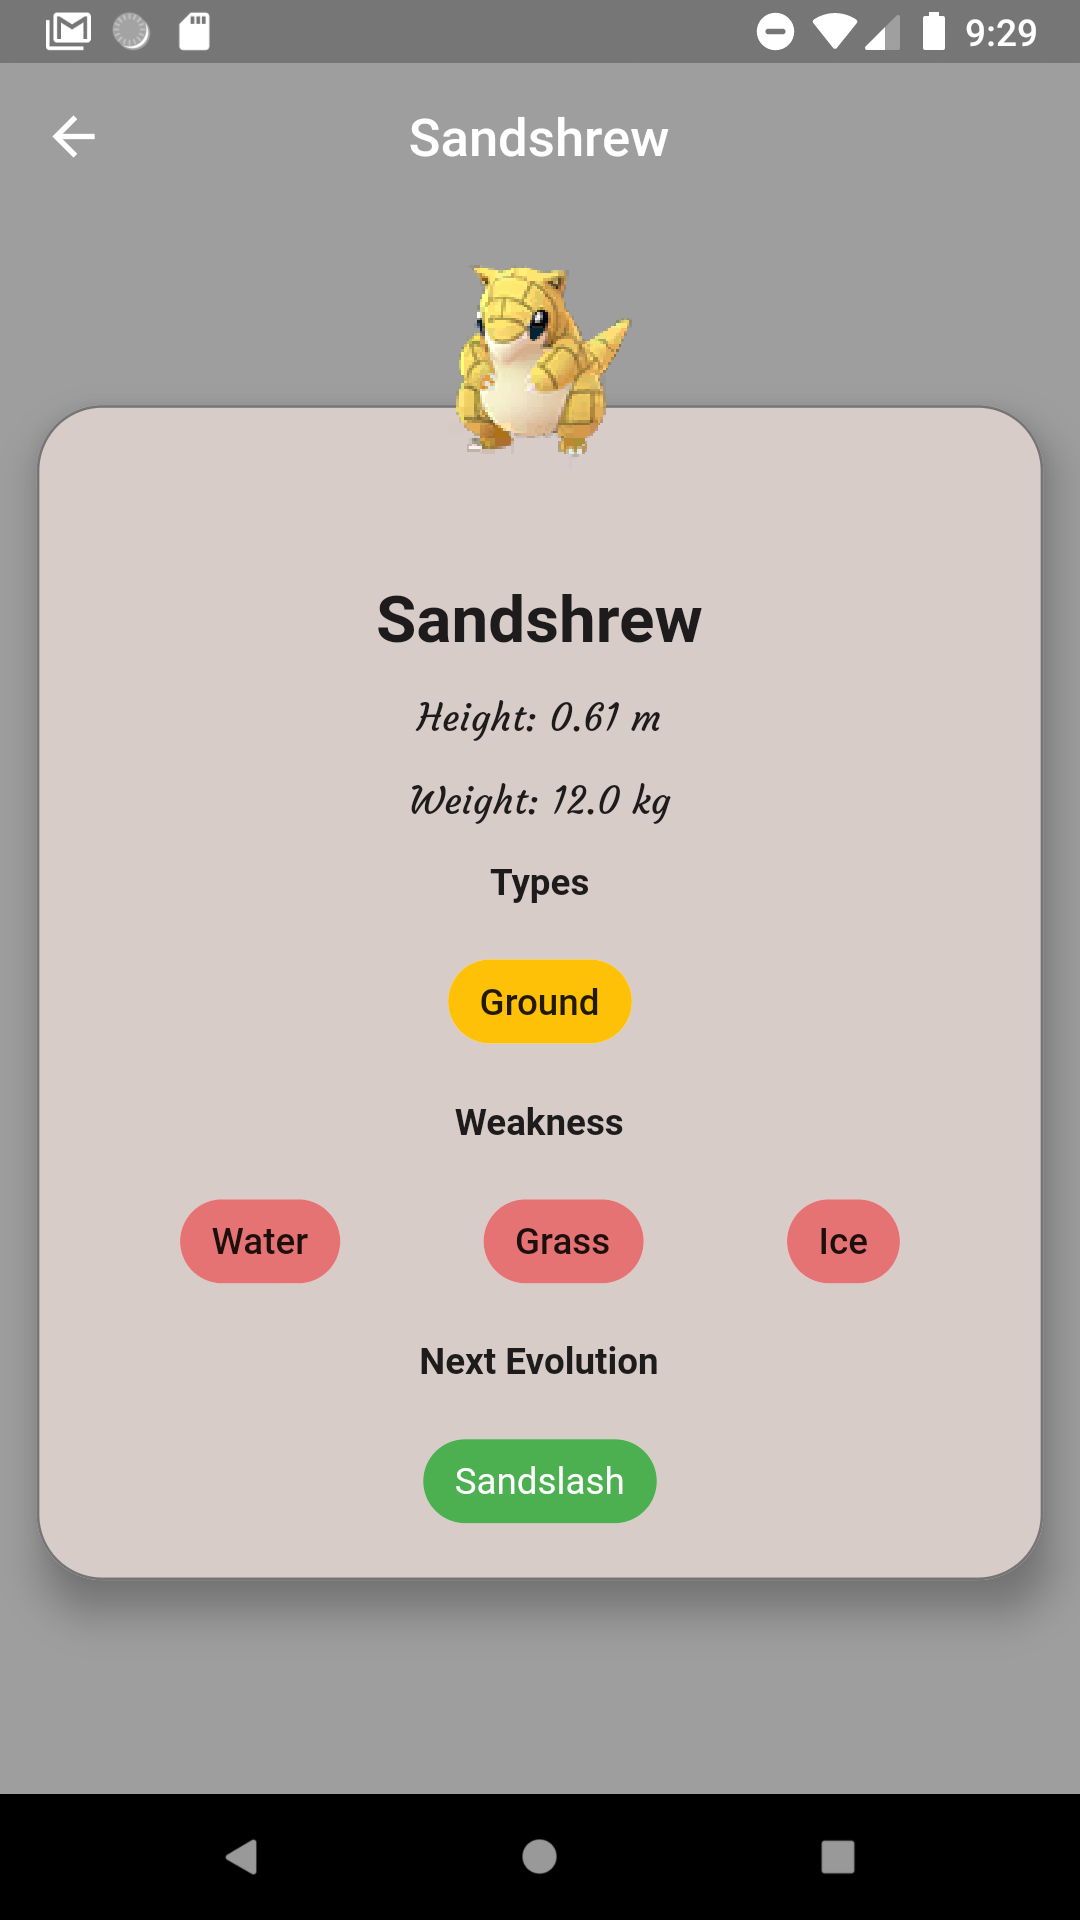 9:29
Sandshrew
Sandshrew
Height: 0.61 m
Weight: 12.0 kg
Types
Ground
Weakness
Water Grass Ice
Next Evolution
Sandslash